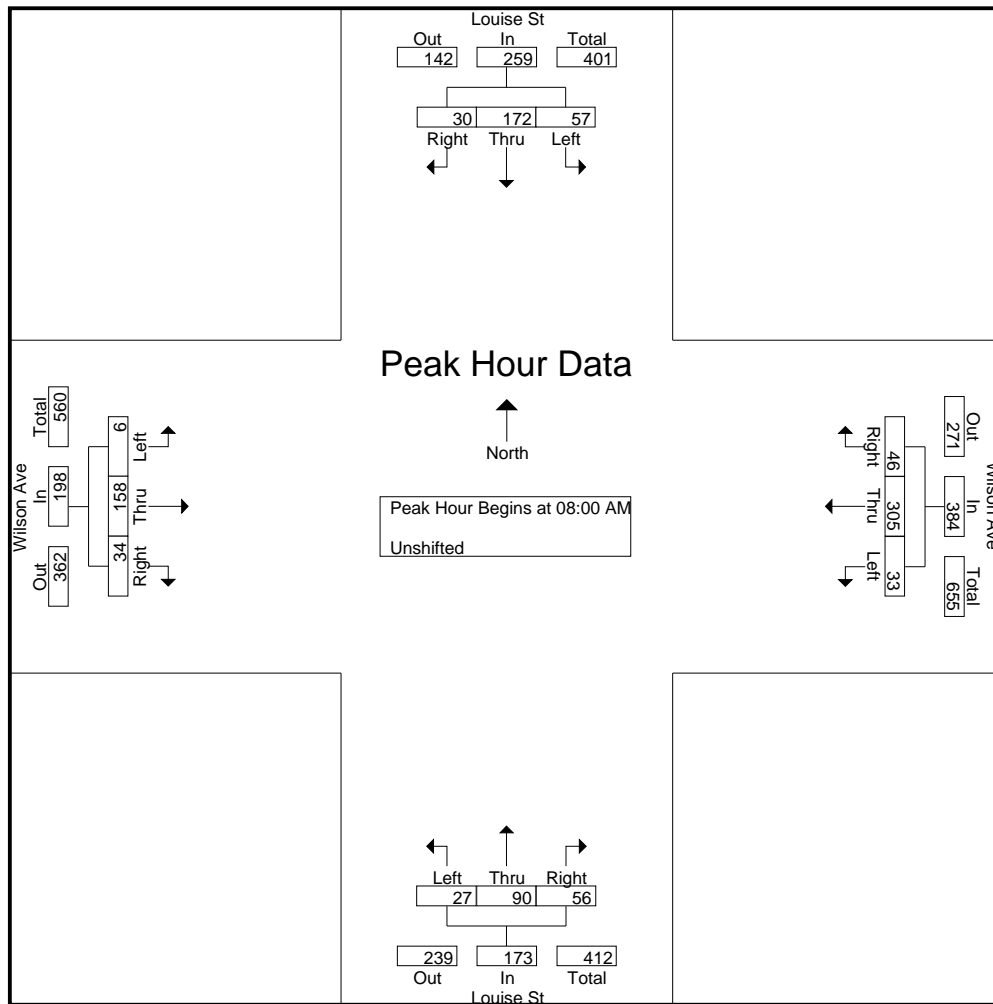 Louise St
Out In Total
142 259 401
30 172 57
Right Thru Left
Peak Hour Data
North
Peak Hour Begins at 08:00 AM
Unshifted
Wilson Ave
Total In Out
560 198 362
6 158 34
Left Thru Right
Wilson Ave
Out In Total
271 384 655
46 305 33
Right Thru Left
Left Thru Right
27 90 56
239 173 412
Out In Total
Louise St